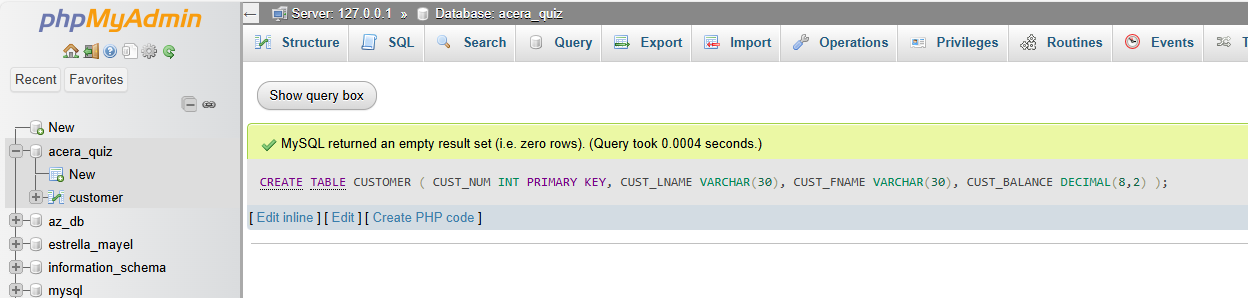 phpMyAdmin
Recent Favorites
New
acera_quiz
New
customer
az_db
estrella_mayel
information_schema
mysql
Server: 127.0.0.1 » Database: acera_quiz
Structure SQL Search Query Export Import Operations Privileges Routines Events
Show query box
MySQL returned an empty result set (i.e. zero rows). (Query took 0.0004 seconds.)
CREATE TABLE CUSTOMER ( CUST_NUM INT PRIMARY KEY, CUST_LNAME VARCHAR(30), CUST_FNAME VARCHAR(30), CUST_BALANCE DECIMAL(8,2) );
[ Edit inline ] [ Edit ] [ Create PHP code ]